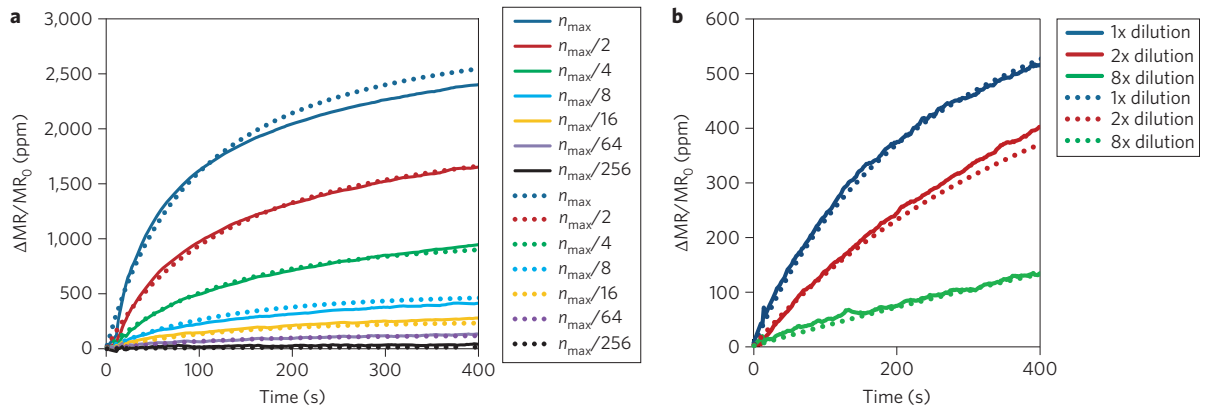 a
ΔMR/MR0 (ppm)
3,000
2,500
2,000
1,500
1,000
500
0
0
100
200
300
400
Time (s)
nmax
nmax/2
nmax/4
nmax/8
nmax/16
nmax/64
nmax/256
nmax
nmax/2
nmax/4
nmax/8
nmax/16
nmax/64
nmax/256
b
ΔMR/MR0 (ppm)
600
500
400
300
200
100
0
0
200
400
Time (s)
1x dilution
2x dilution
8x dilution
1x dilution
2x dilution
8x dilution